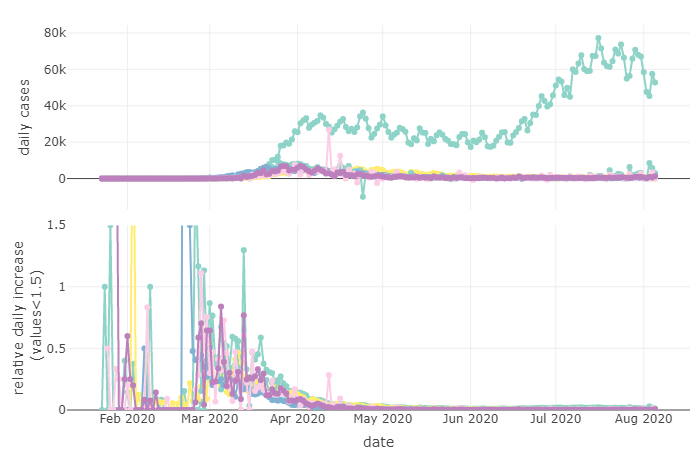 80k
60k
40k
20k
0
daily cases
1.5
1
0.5
0
relative daily increase
(values<1.5)
Feb 2020 Mar 2020 Apr 2020 May 2020 Jun 2020 Jul 2020 Aug 2020
date